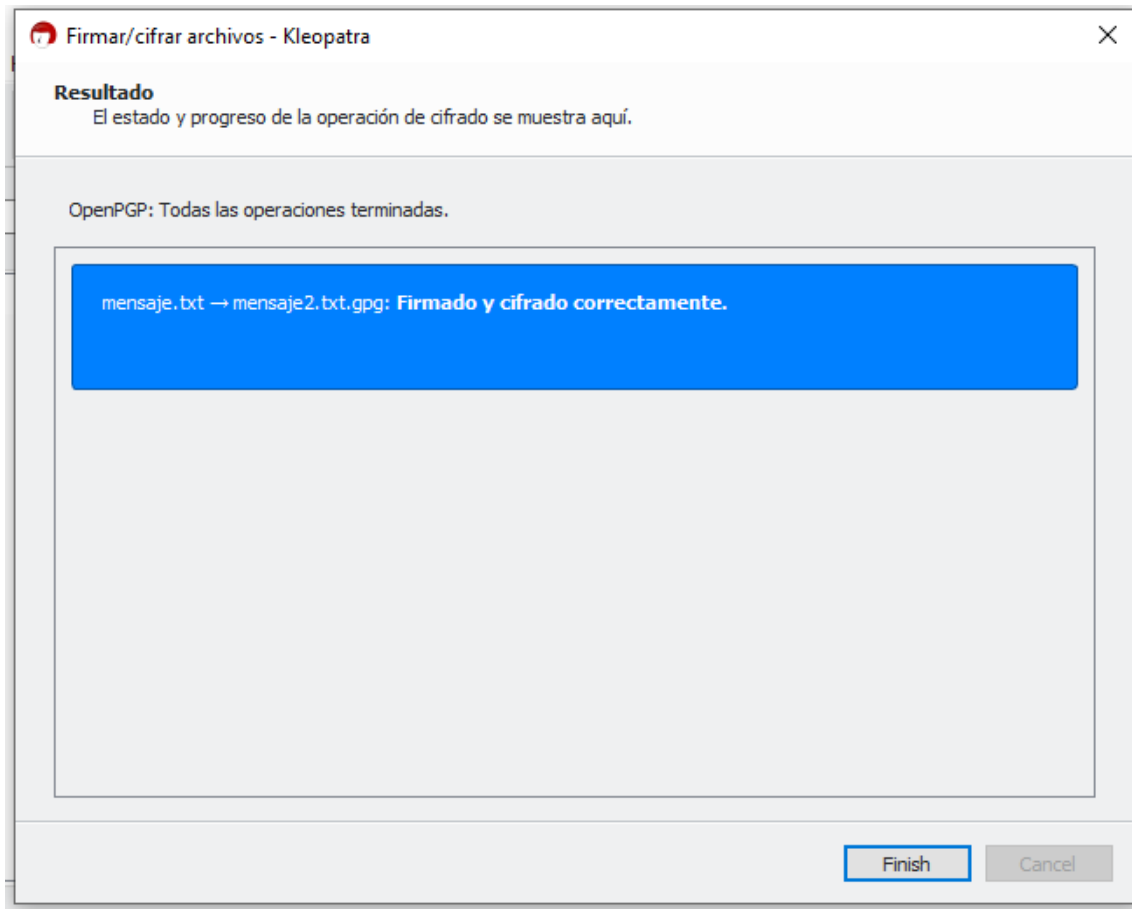 Firmar/cifrar archivos - Kleopatra
Resultado
El estado y progreso de la operación de cifrado se muestra aquí.
OpenPGP: Todas las operaciones terminadas.
mensaje.txt → mensaje2.txt.gpg: Firmado y cifrado correctamente.
Finish
Cancel